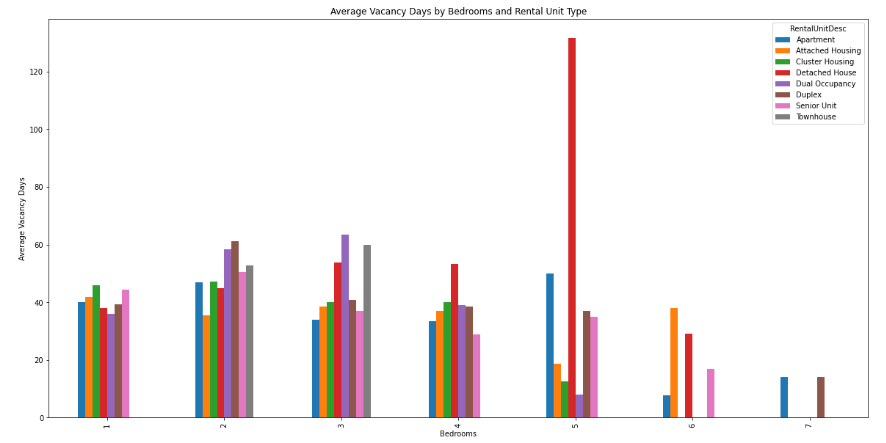 Average Vacancy Days by Bedrooms and Rental Unit Type
RentalUnitDesc
Apartment
Attached Housing
Cluster Housing
Detached House
Dual Occupancy
Duplex
Senior Unit
Townhouse
Average Vacancy Days
120
100
80
60
40
20
0
1
2
3
4
5
6
7
Bedrooms